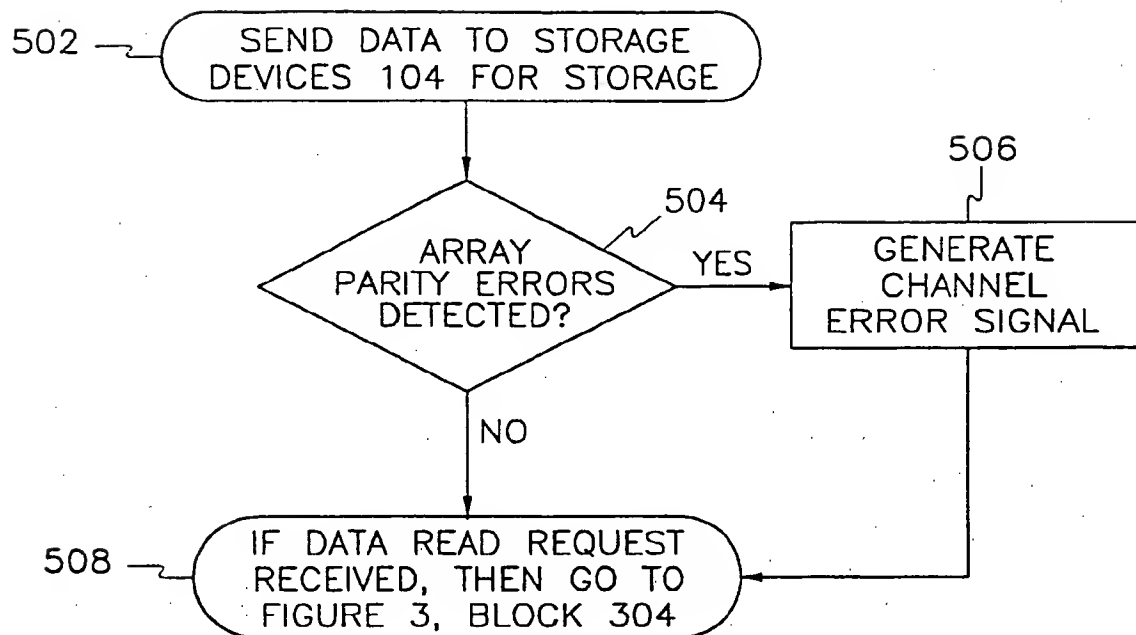 502
SEND DATA TO STORAGE
DEVICES 104 FOR STORAGE
506
504
ARRAY
PARITY ERRORS
DETECTED?
YES
GENERATE
CHANNEL
ERROR SIGNAL
NO
508
IF DATA READ REQUEST
RECEIVED, THEN GO TO
FIGURE 3, BLOCK 304